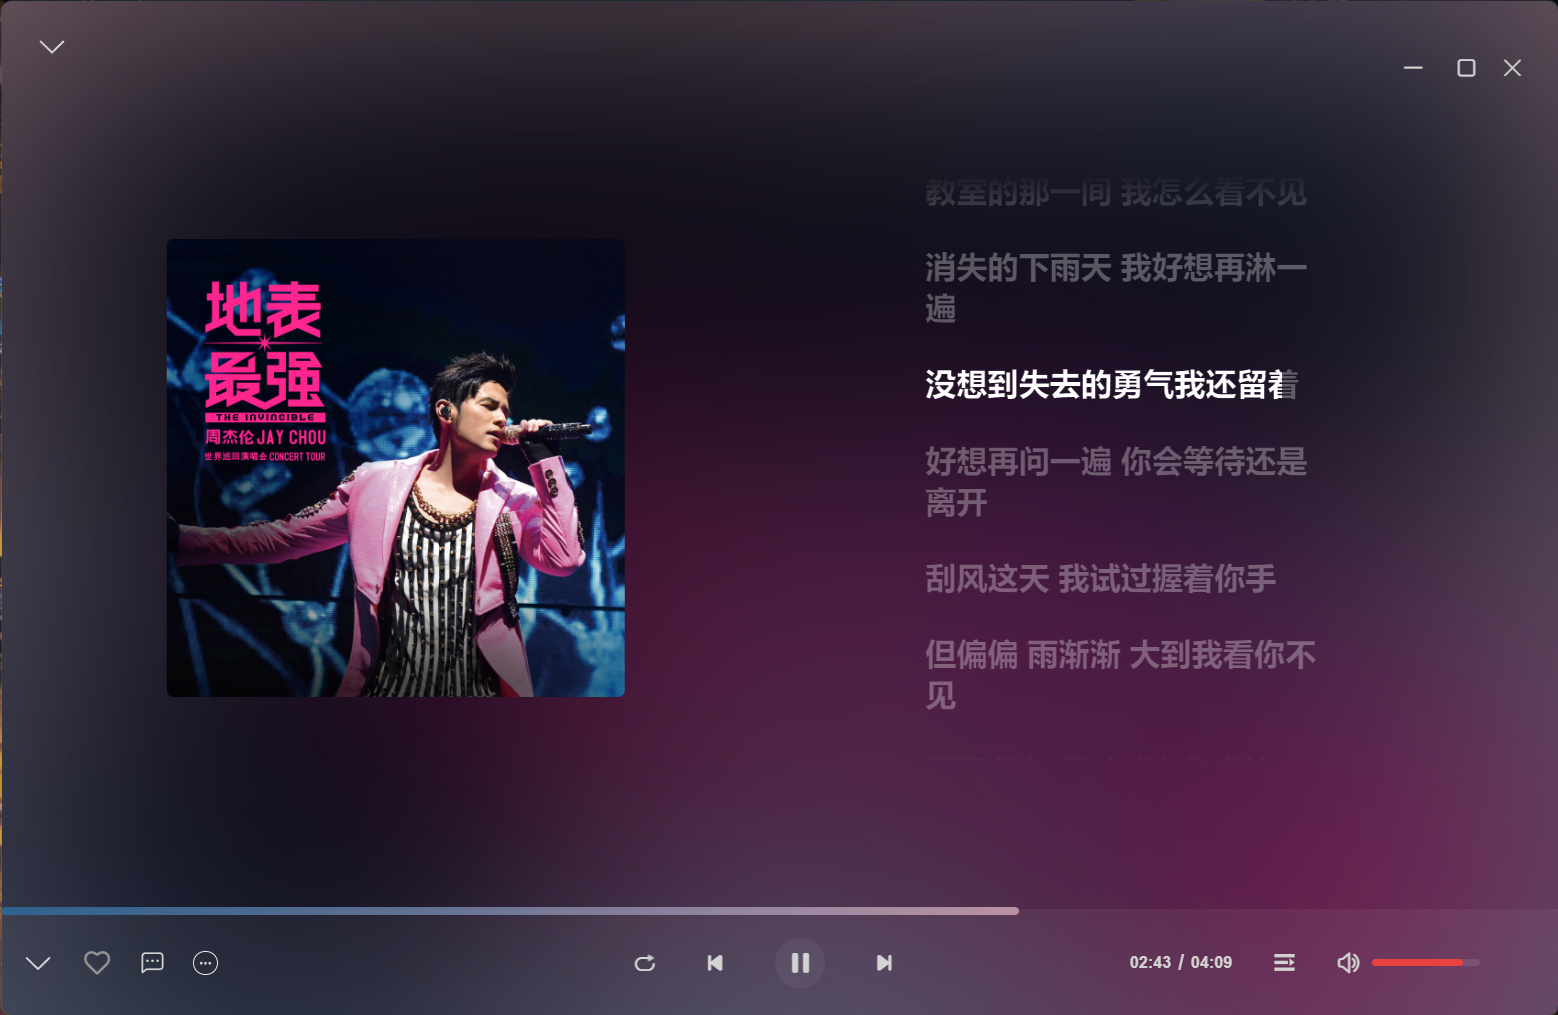 地表
最强
THE INVINCIBLE
周杰伦 JAY CHOU
世界巡回演唱会 CONCERT TOUR
教室的那一间 我怎么看不见
消失的下雨天 我好想再淋一
遍
没想到失去的勇气我还留着
好想再问一遍 你会等待还是
离开
刮风这天 我试过握着你手
但偏偏 雨渐渐 大到我看你不
见
02:43 / 04:09